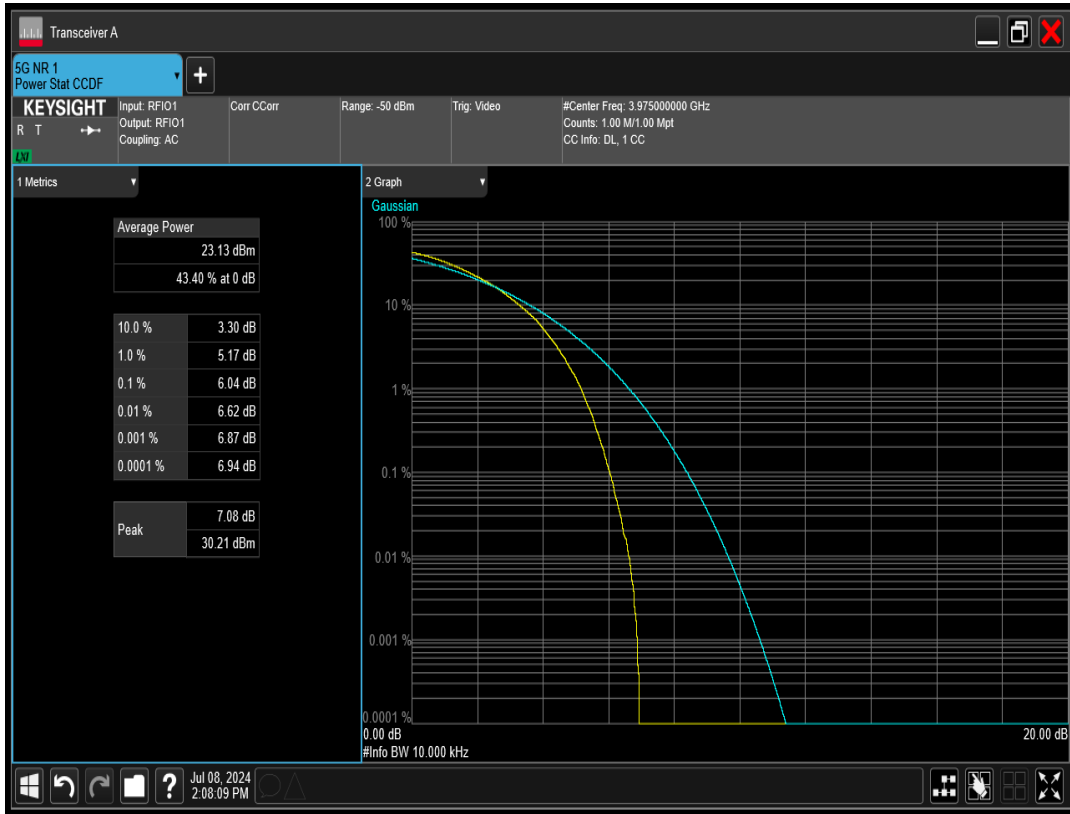 Transceiver A
5G NR 1
Power Stat CCDF
+
KEYSIGHT
R T
LXI
Input: RFIO1
Output: RFIO1
Coupling: AC
Corr CCorr
Range: -50 dBm
Trig: Video
#Center Freq: 3.975000000 GHz
Counts: 1.00 M/1.00 Mpt
CC Info: DL, 1 CC
1 Metrics
Average Power
23.13 dBm
43.40 % at 0 dB
10.0 % 3.30 dB
1.0 % 5.17 dB
0.1 % 6.04 dB
0.01 % 6.62 dB
0.001 % 6.87 dB
0.0001 % 6.94 dB
Peak 7.08 dB
30.21 dBm
2 Graph
Gaussian
100 %
10 %
1 %
0.1 %
0.01 %
0.001 %
0.0001 %
0.00 dB 20.00 dB
#Info BW 10.000 kHz
?
Jul 08, 2024
2:08:09 PM